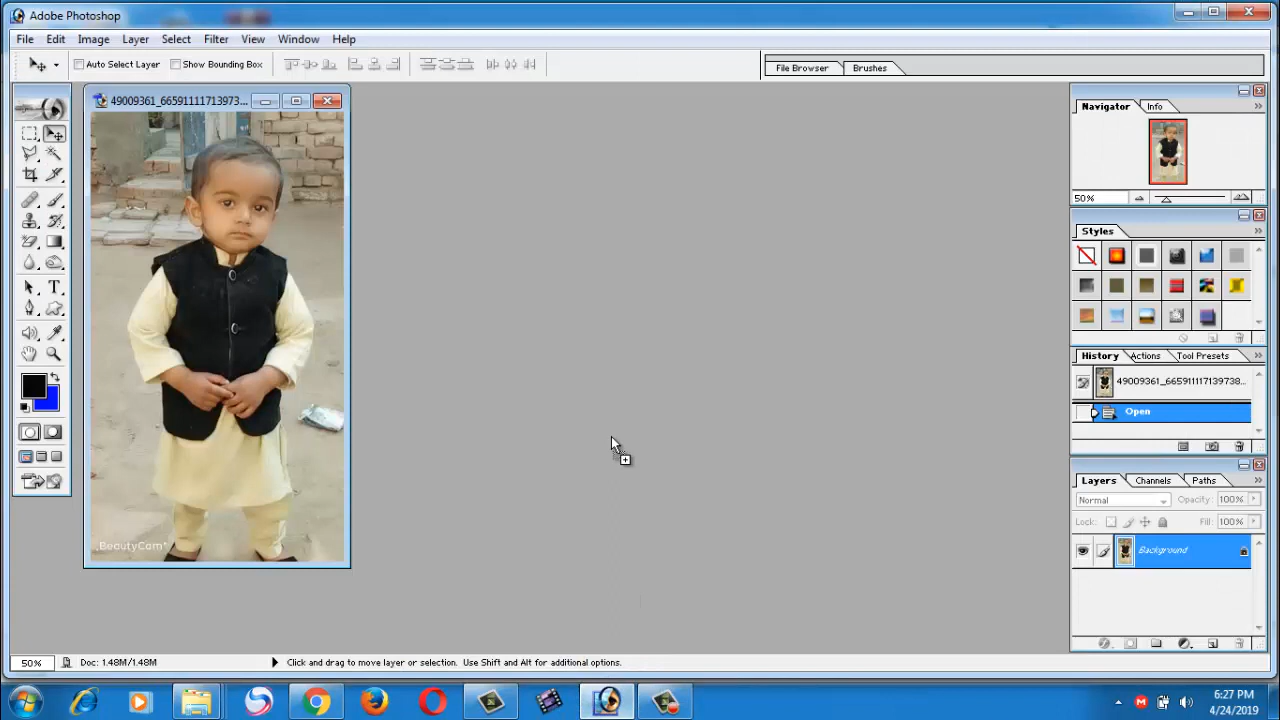 Adobe Photoshop
File Edit Image Layer Select Filter View Window Help
Auto Select Layer Show Bounding Box
File Browser Brushes
49009361_66591111713973...
BeautyCam
Navigator Info
50%
Styles
History Actions Tool Presets
49009361_665911117139738...
Open
Layers Channels Paths
Normal Opacity: 100%
Lock: Fill: 100%
Background
50% Doc: 1.48M/1.48M Click and drag to move layer or selection. Use Shift and Alt for additional options.
6:27 PM
4/24/2019